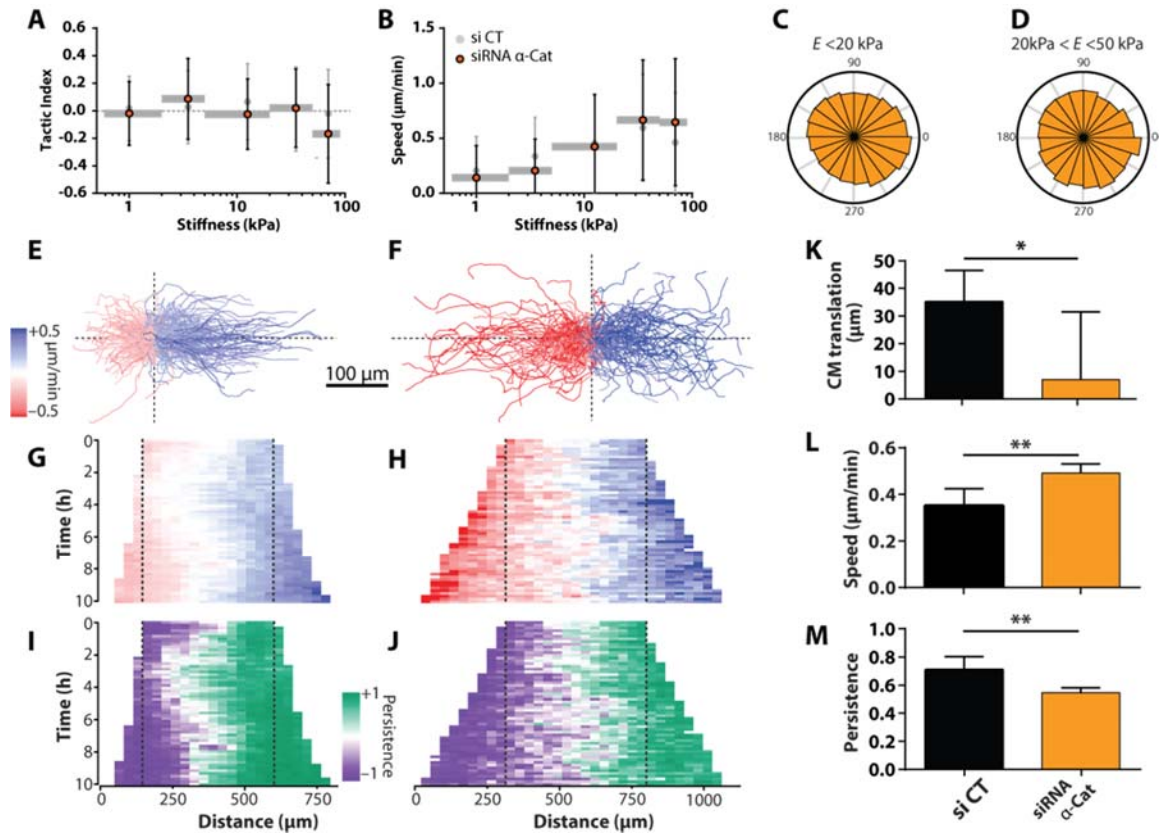 A
Tactic Index
0.6
0.4
0.2
0.0
-0.2
-0.4
-0.6
1
10
100
Stiffness (kPa)
B
Speed (μm/min)
1.5
1.0
0.5
0.0
si CT
siRNA α-Cat
1
10
100
Stiffness (kPa)
C
E <20 kPa
90
180
0
270
D
20kPa < E <50 kPa
90
180
0
270
E
+0.5
μm/min
−0.5
100 μm
F
G
Time (h)
0
2
4
6
8
10
H
I
Time (h)
0
2
4
6
8
10
0
250
500
750
Distance (μm)
+1
Persistence
−1
J
0
250
500
750
1000
Distance (μm)
K
CM translation
(μm)
50
40
30
20
10
0
*
L
Speed (μm/min)
0.6
0.4
0.2
0.0
**
M
Persistence
1.0
0.8
0.6
0.4
0.2
0.0
**
si CT
siRNA
α-Cat